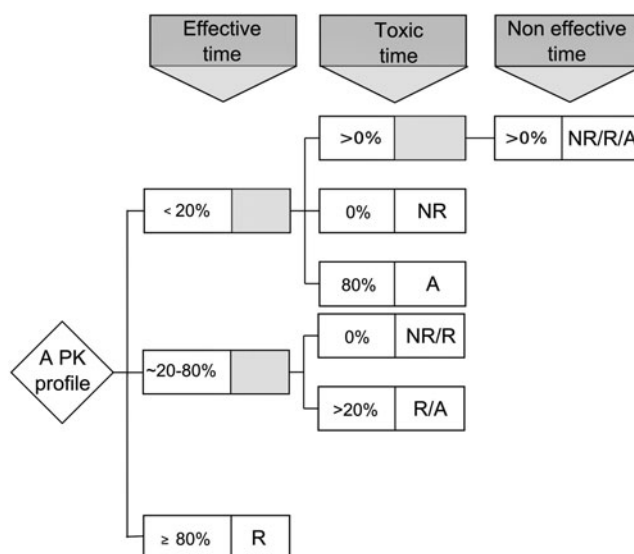 Effective
time
Toxic
time
Non effective
time
>0%
>0%
NR/R/A
< 20%
0%
NR
80%
A
A PK
profile
~20-80%
0%
NR/R
>20%
R/A
≥ 80%
R